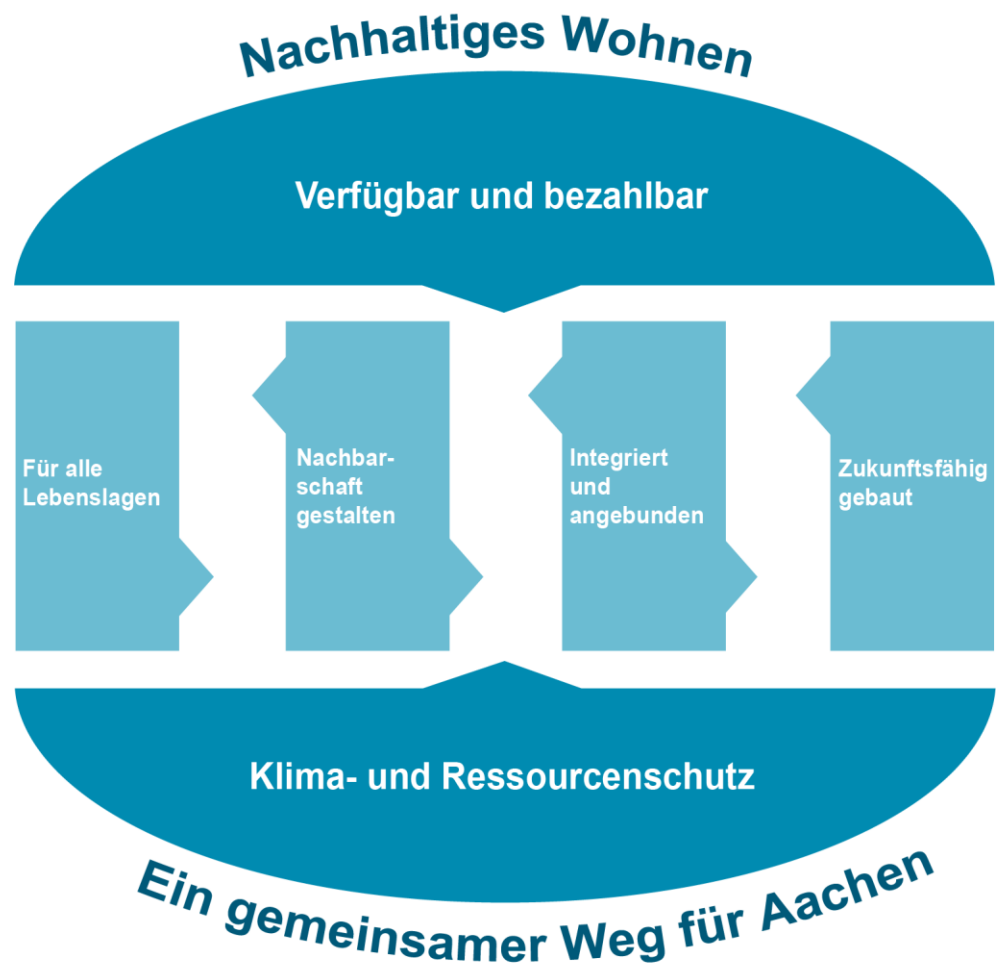 Nachhaltiges Wohnen
Verfügbar und bezahlbar
Für alle
Lebenslagen
Nachbar-
schaft
gestalten
Integriert
und
angebunden
Zukunftsfähig
gebaut
Klima- und Ressourcenschutz
Ein gemeinsamer Weg für Aachen